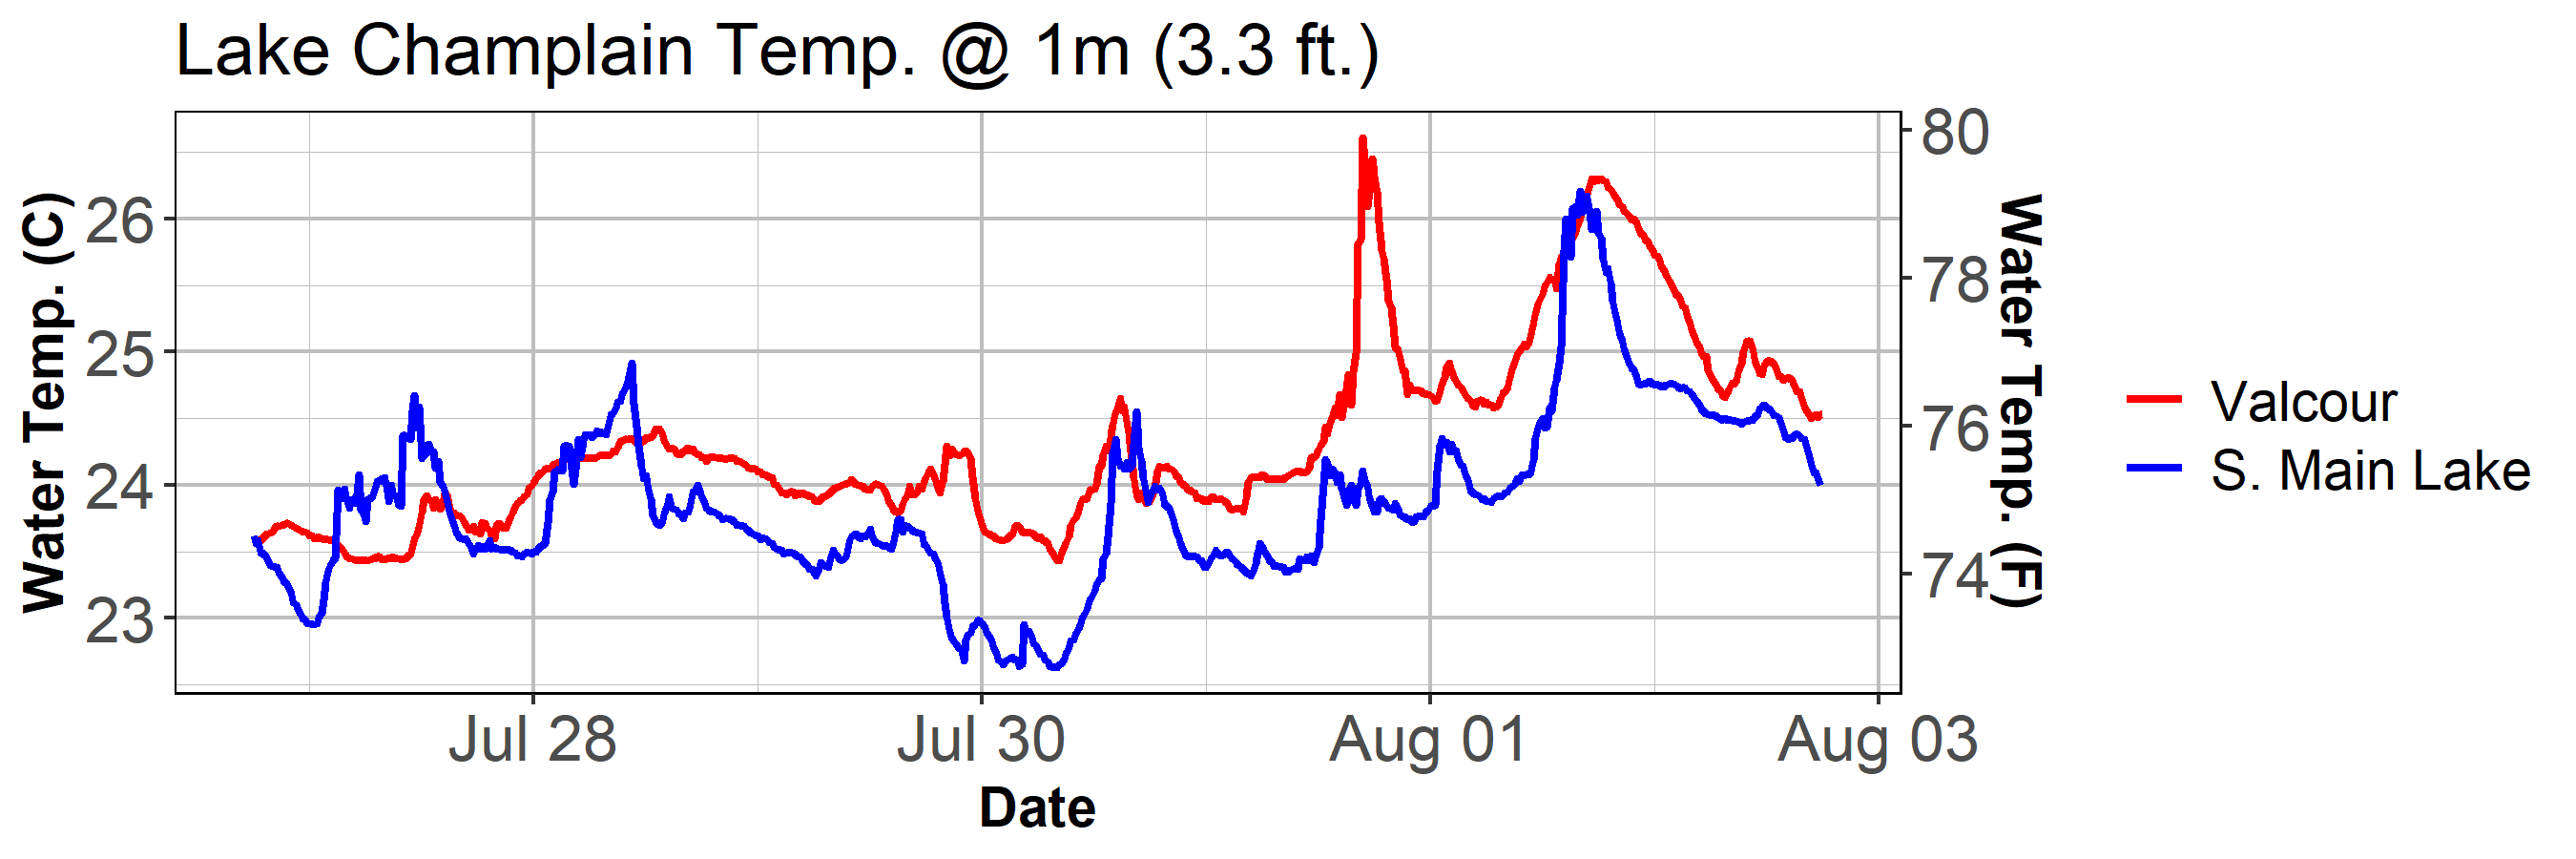 Lake Champlain Temp. @ 1m (3.3 ft.)
Water Temp. (C)
26
25
24
23
80
78
76
74
Water Temp. (F)
Jul 28
Jul 30
Aug 01
Aug 03
Date
Valcour
S. Main Lake